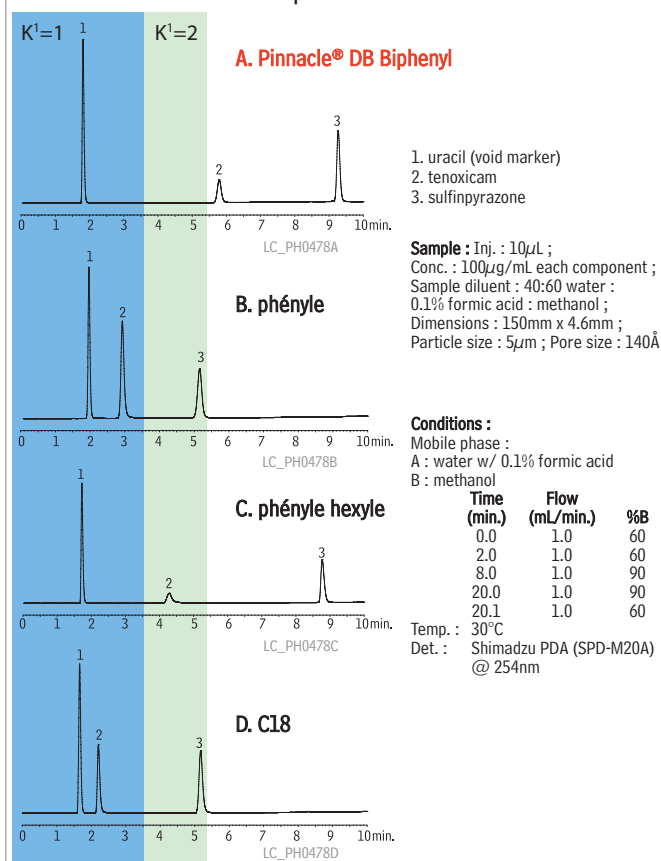 K¹=1 K¹=2
A. Pinnacle® DB Biphenyl
1
2
3
0 1 2 3 4 5 6 7 8 9 10min.
LC_PH0478A
1. uracil (void marker)
2. tenoxicam
3. sulfinpyrazone
Sample : Inj. : 10µL ;
Conc. : 100µg/mL each component ;
Sample diluent : 40:60 water :
0.1% formic acid : methanol ;
Dimensions : 150mm x 4.6mm ;
Particle size : 5µm ; Pore size : 140Å
B. phényle
1
2
3
0 1 2 3 4 5 6 7 8 9 10min.
LC_PH0478B
Conditions :
Mobile phase :
A : water w/ 0.1% formic acid
B : methanol
Time Flow
(min.) (mL/min.) %B
0.0 1.0 60
2.0 1.0 60
8.0 1.0 90
20.0 1.0 90
20.1 1.0 60
Temp. : 30°C
Det. : Shimadzu PDA (SPD-M20A)
@ 254nm
C. phényle hexyle
1
2
3
0 1 2 3 4 5 6 7 8 9 10min.
LC_PH0478C
D. C18
1
2
3
0 1 2 3 4 5 6 7 8 9 10min.
LC_PH0478D